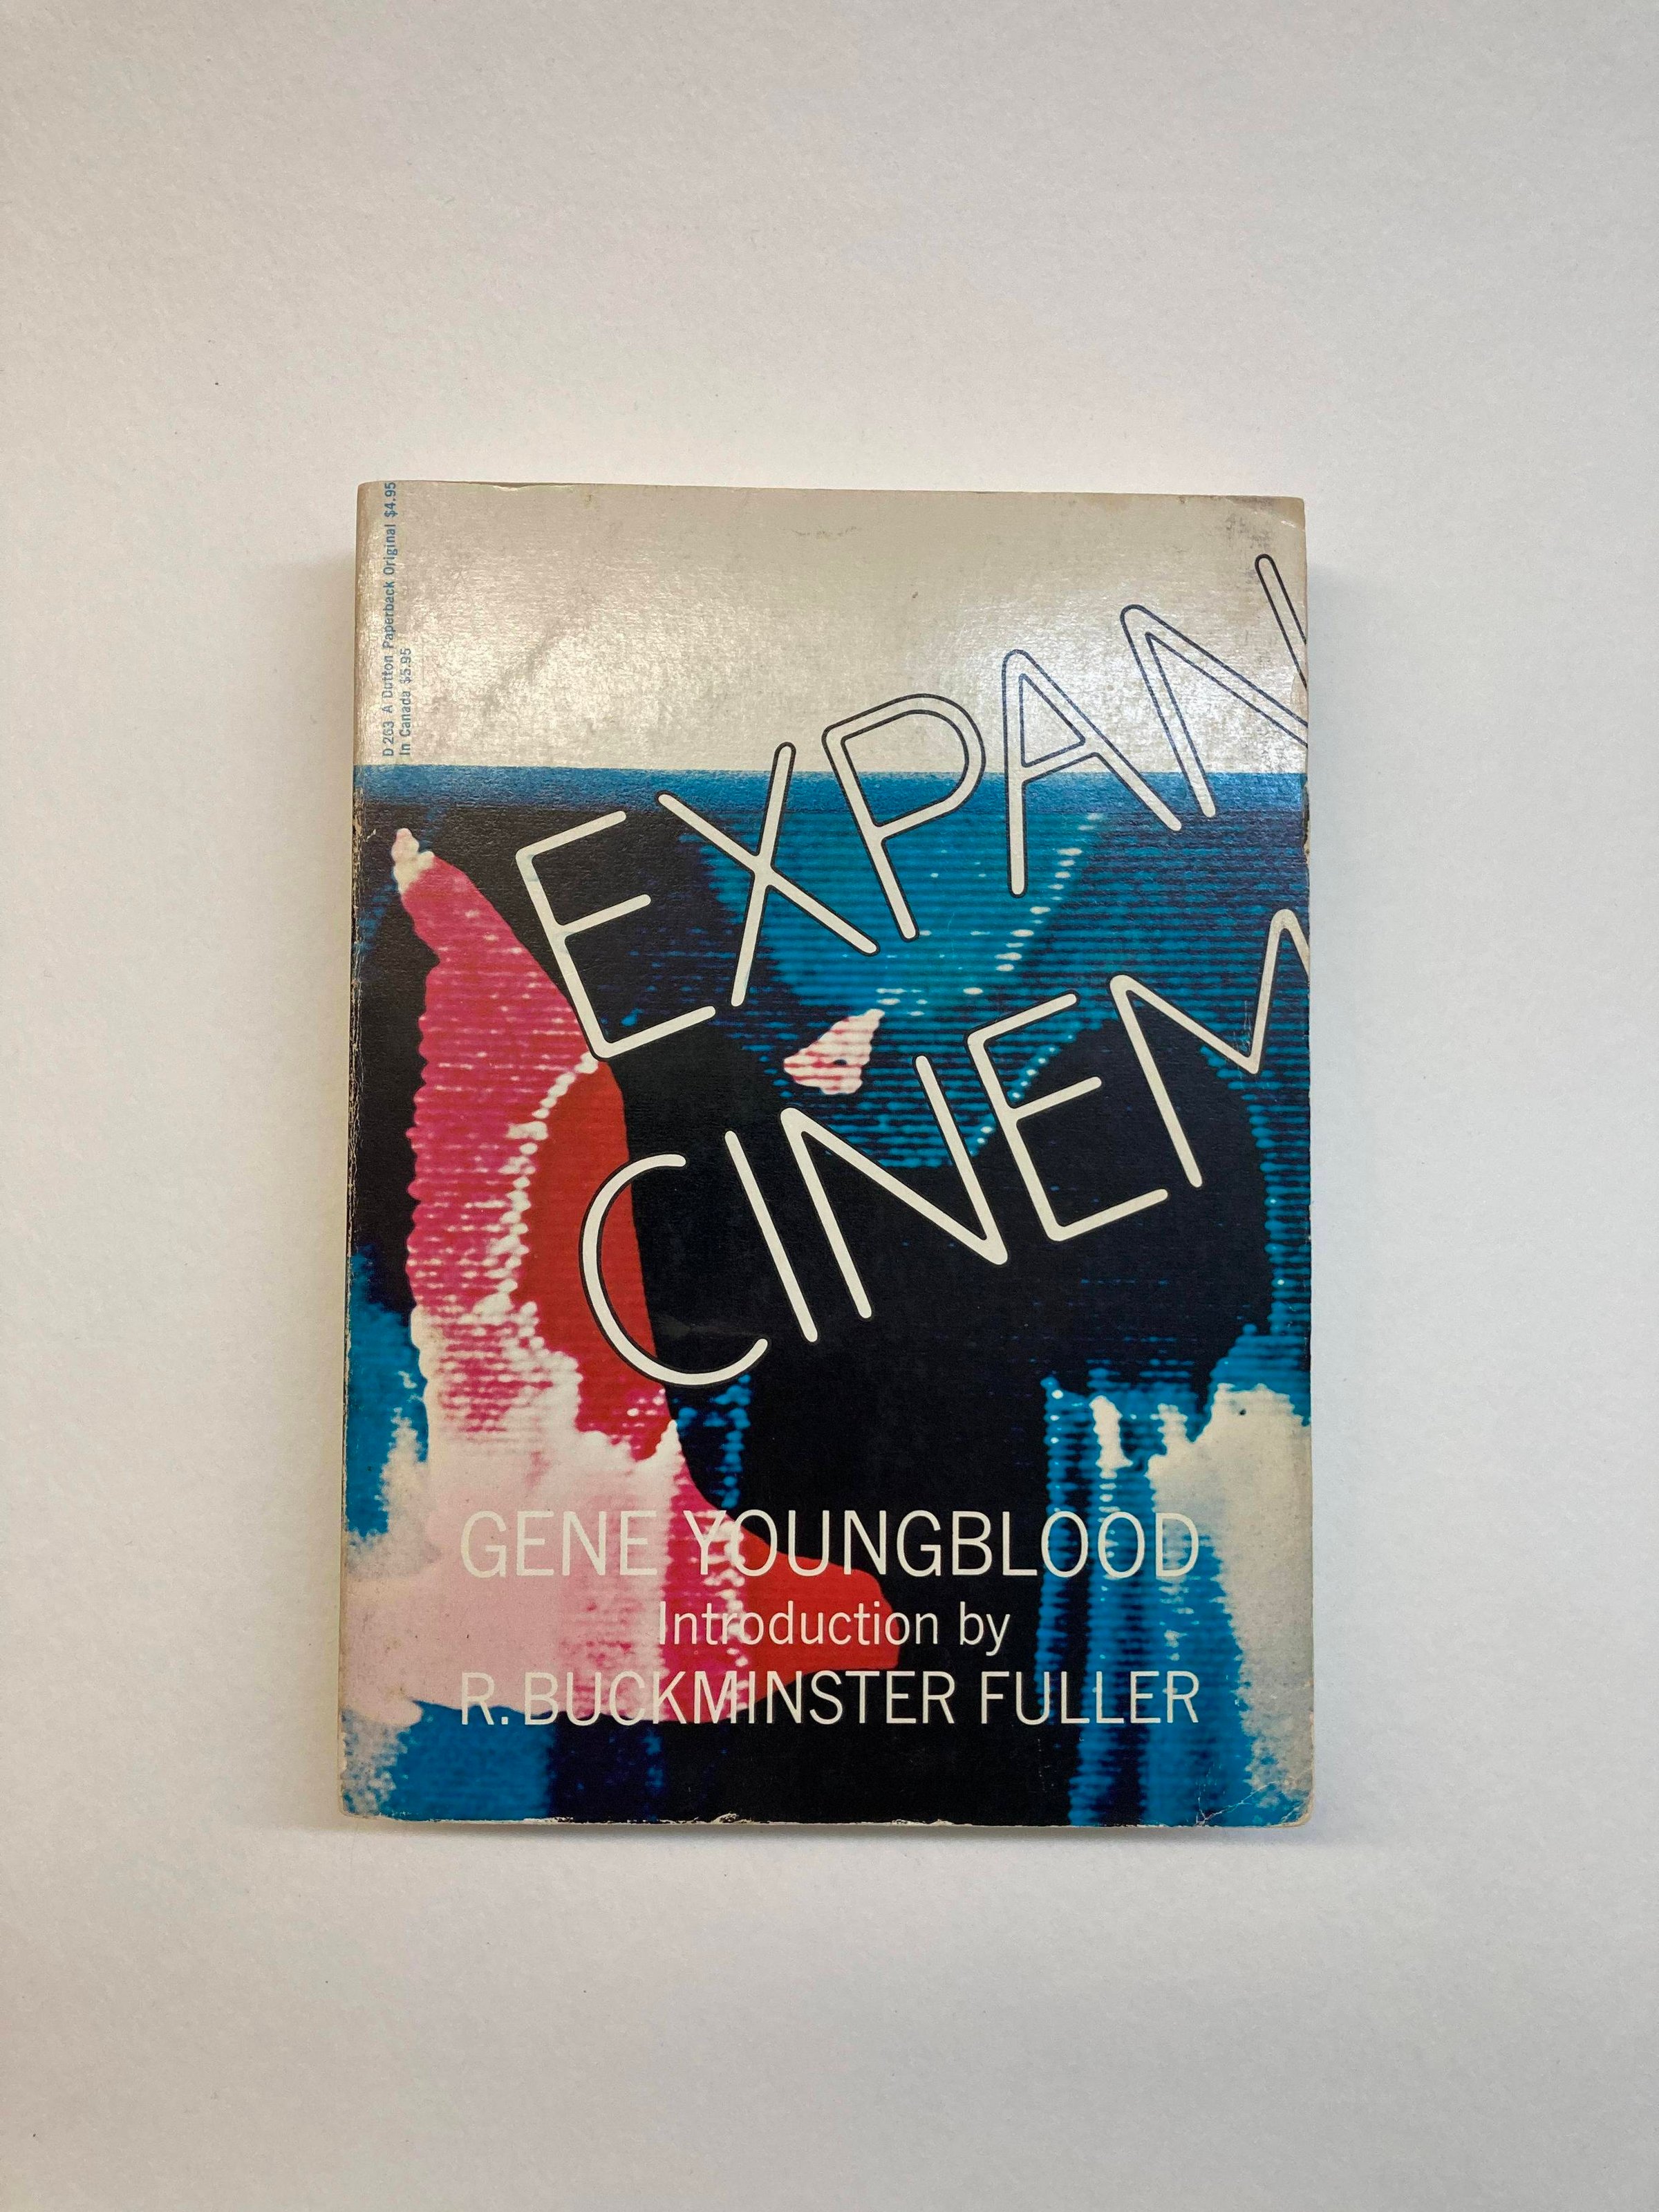 D 263 A Dutton Paperback Original $4.95
In Canada $5.95
EXPAN
CINEM
GENE YOUNGBLOOD
Introduction by
R. BUCKMINSTER FULLER